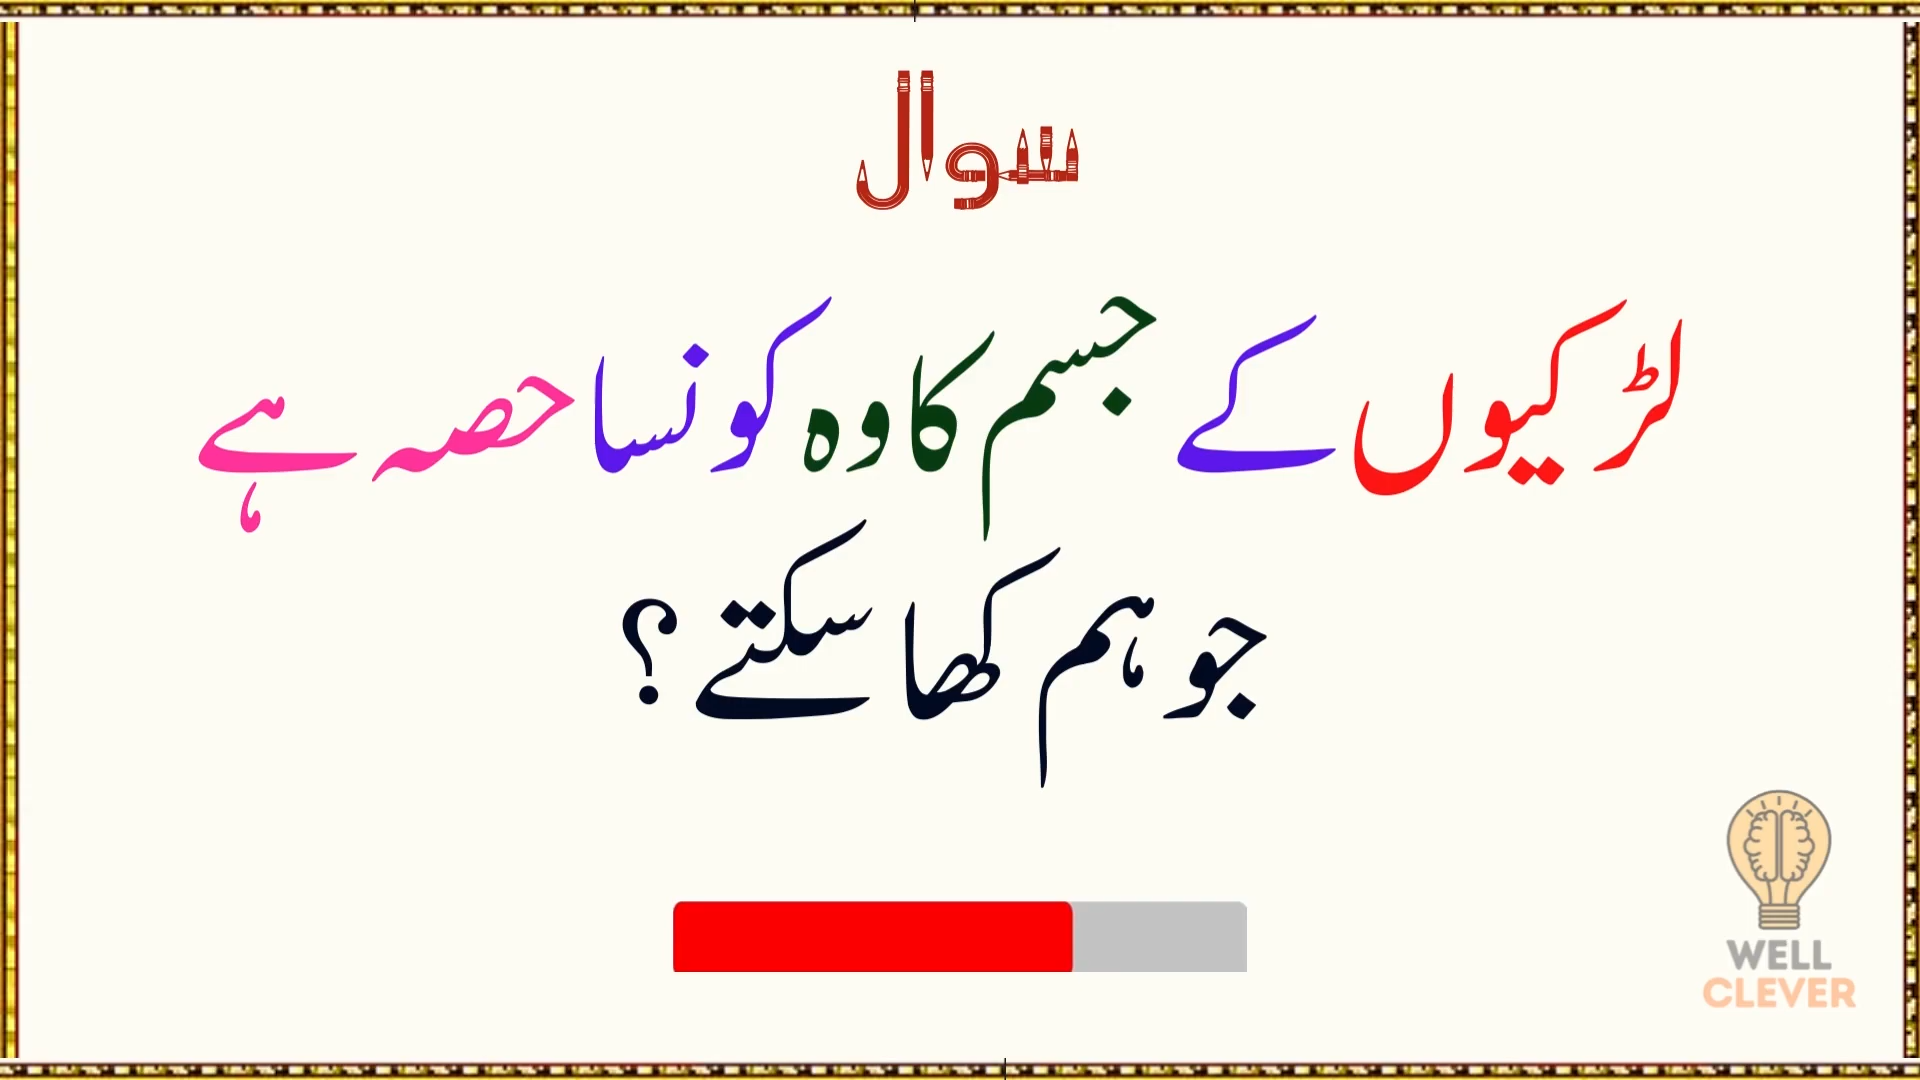 سوال
لڑکیوں کے جسم کا وہ کونسا حصہ ہے
جو ہم کھا سکتے ؟
WELL
CLEVER